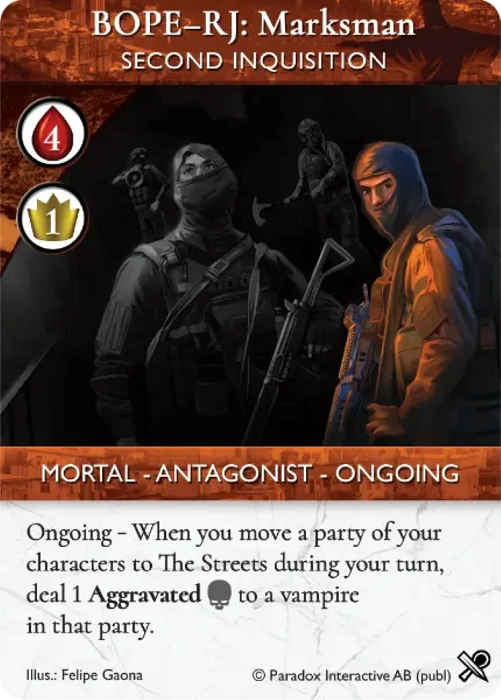 BOPE–RJ: Marksman
SECOND INQUISITION
4
1
MORTAL - ANTAGONIST - ONGOING
Ongoing - When you move a party of your
characters to The Streets during your turn,
deal 1 Aggravated to a vampire
in that party.
Illus.: Felipe Gaona © Paradox Interactive AB (publ)